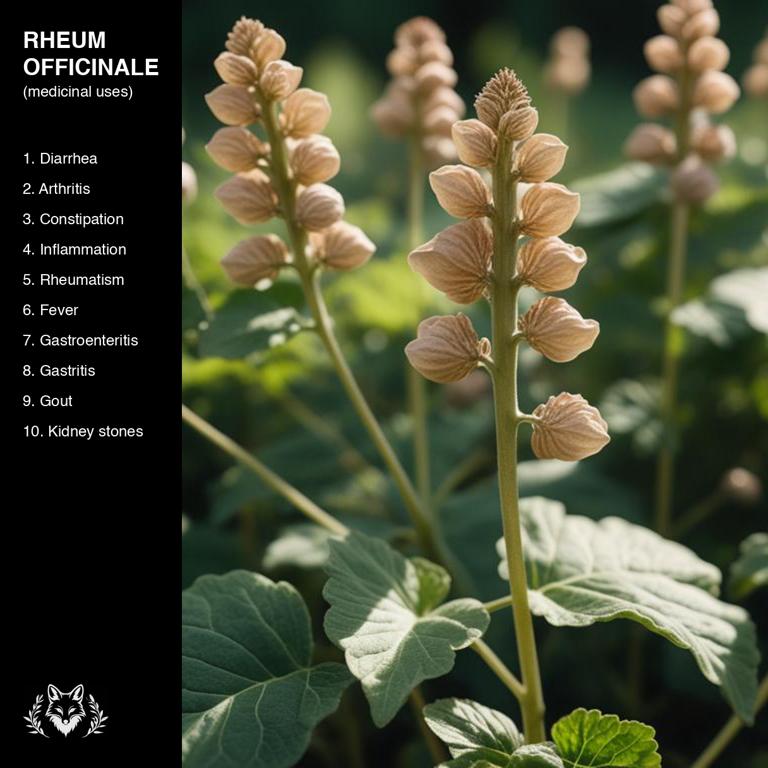 RHEUM
OFFICINALE
(medicinal uses)
1. Diarrhea
2. Arthritis
3. Constipation
4. Inflammation
5. Rheumatism
6. Fever
7. Gastroenteritis
8. Gastritis
9. Gout
10. Kidney stones